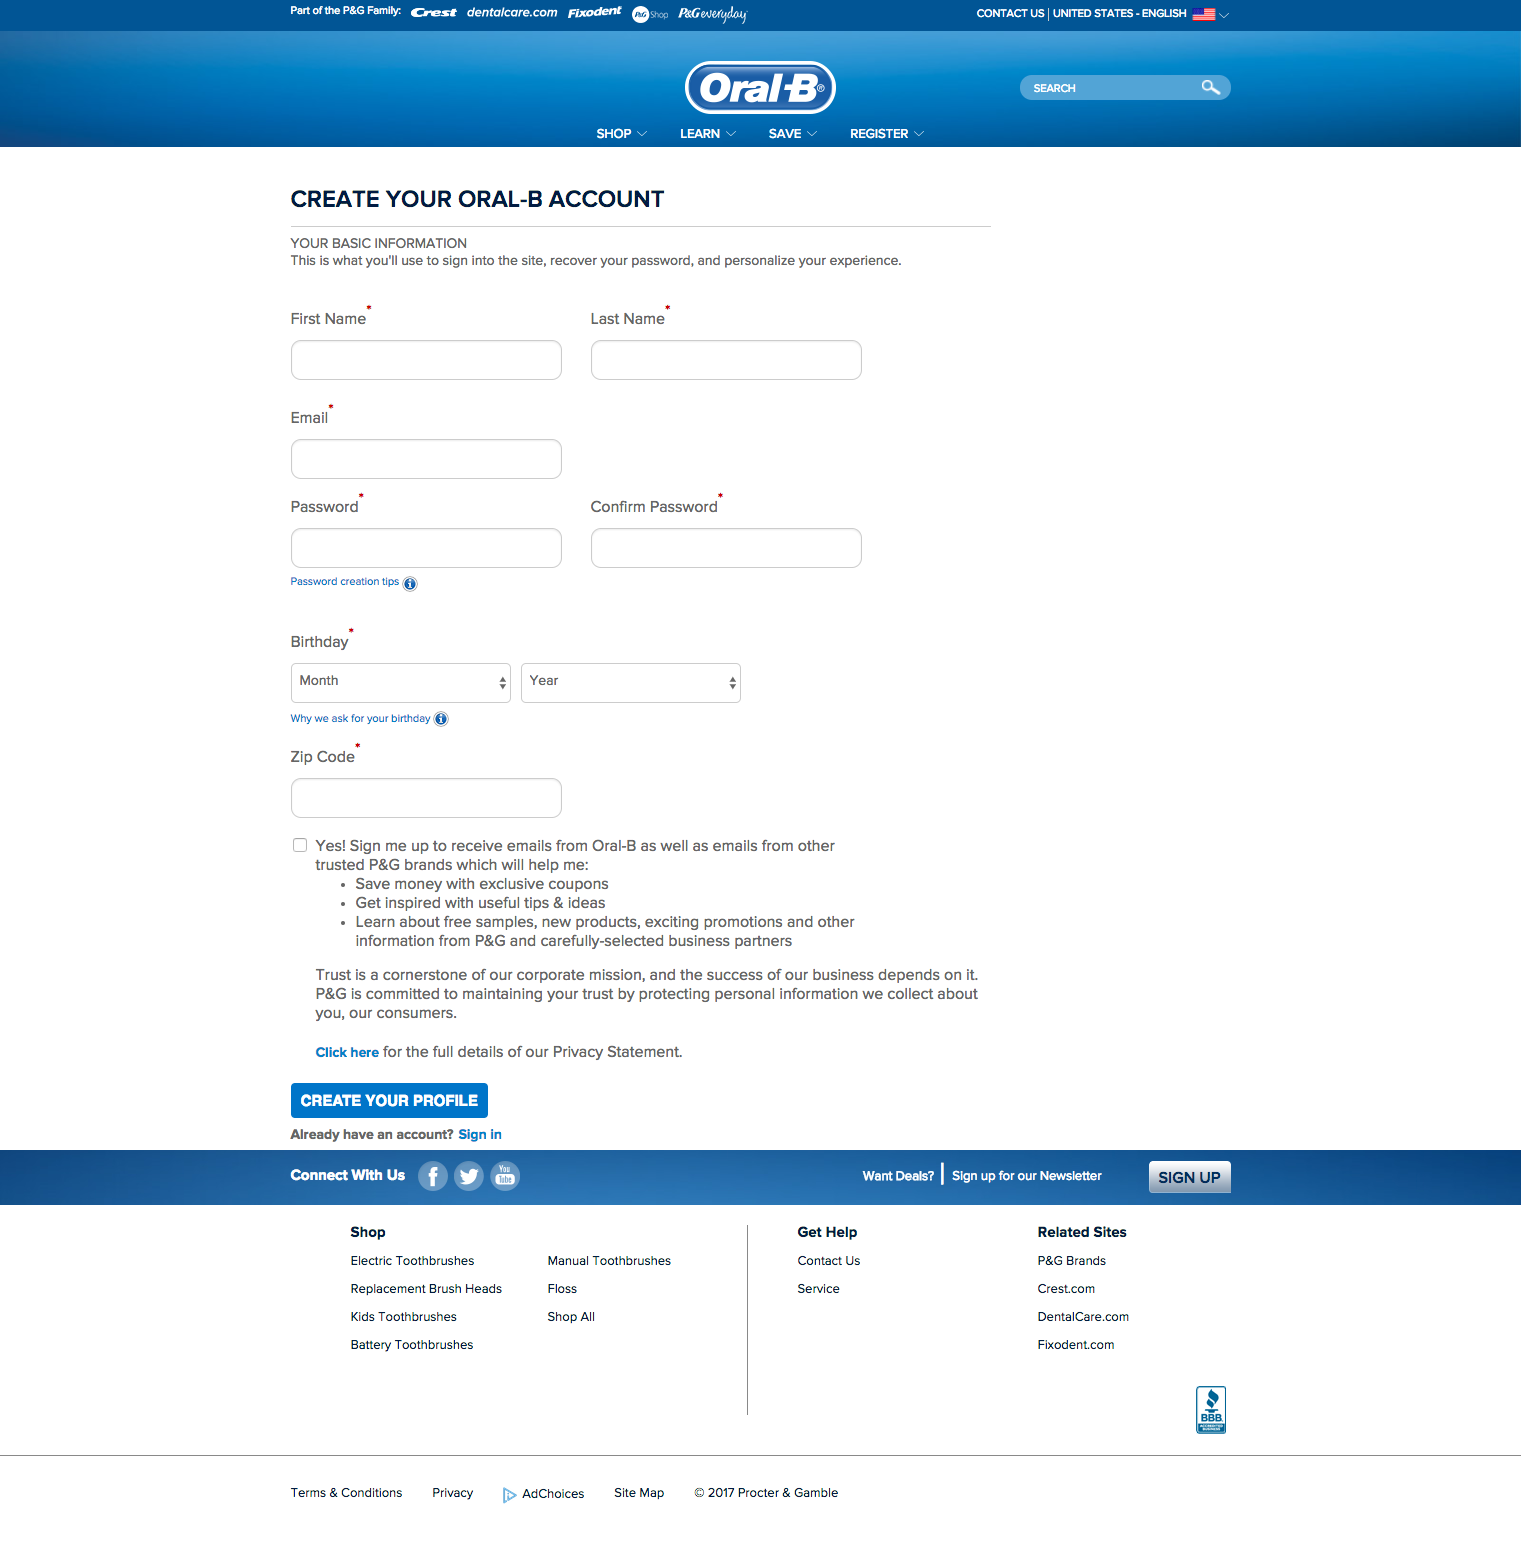 Part of the P&G Family: Crest dentalcare.com Fixodent P&G Shop P&G everyday
CONTACT US | UNITED STATES - ENGLISH
Oral-B®
SEARCH
SHOP LEARN SAVE REGISTER
CREATE YOUR ORAL-B ACCOUNT
YOUR BASIC INFORMATION
This is what you'll use to sign into the site, recover your password, and personalize your experience.
First Name* Last Name*
Email*
Password* Confirm Password*
Password creation tips i
Birthday*
Month Year
Why we ask for your birthday i
Zip Code*
Yes! Sign me up to receive emails from Oral-B as well as emails from other
trusted P&G brands which will help me:
• Save money with exclusive coupons
• Get inspired with useful tips & ideas
• Learn about free samples, new products, exciting promotions and other
information from P&G and carefully-selected business partners
Trust is a cornerstone of our corporate mission, and the success of our business depends on it.
P&G is committed to maintaining your trust by protecting personal information we collect about
you, our consumers.
Click here for the full details of our Privacy Statement.
CREATE YOUR PROFILE
Already have an account? Sign in
Connect With Us f You Tube
Want Deals? | Sign up for our Newsletter SIGN UP
Shop Get Help Related Sites
Electric Toothbrushes Manual Toothbrushes Contact Us P&G Brands
Replacement Brush Heads Floss Service Crest.com
Kids Toothbrushes Shop All DentalCare.com
Battery Toothbrushes Fixodent.com
BBB
ACCREDITED
BUSINESS
Terms & Conditions Privacy AdChoices Site Map © 2017 Procter & Gamble